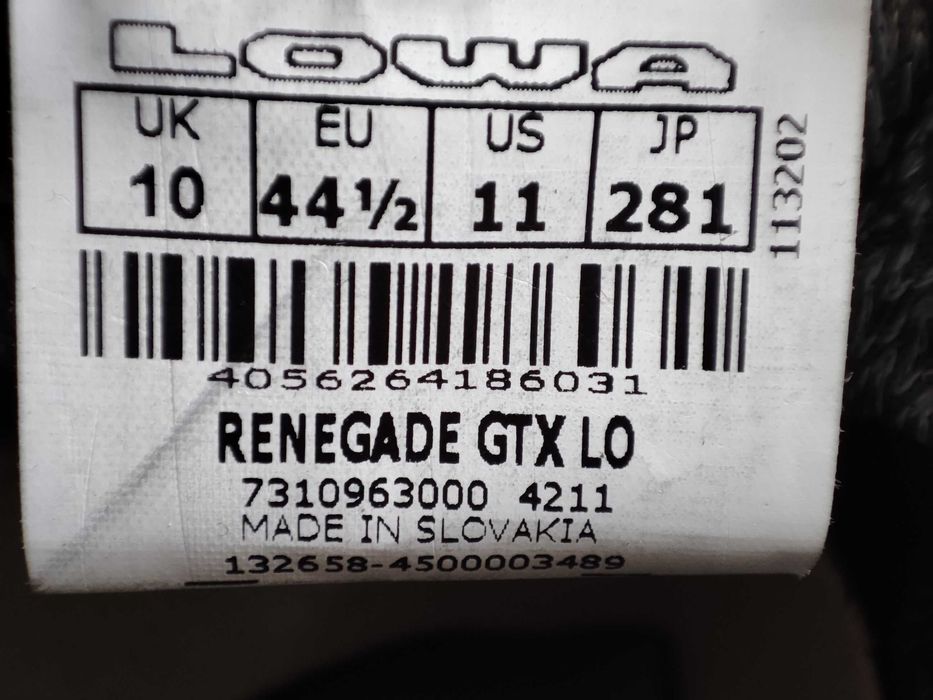 LOWA
UK EU US JP
10 44½ 11 281
113202
4056264186031
RENEGADE GTX LO
7310963000 4211
MADE IN SLOVAKIA
132658-4500003489